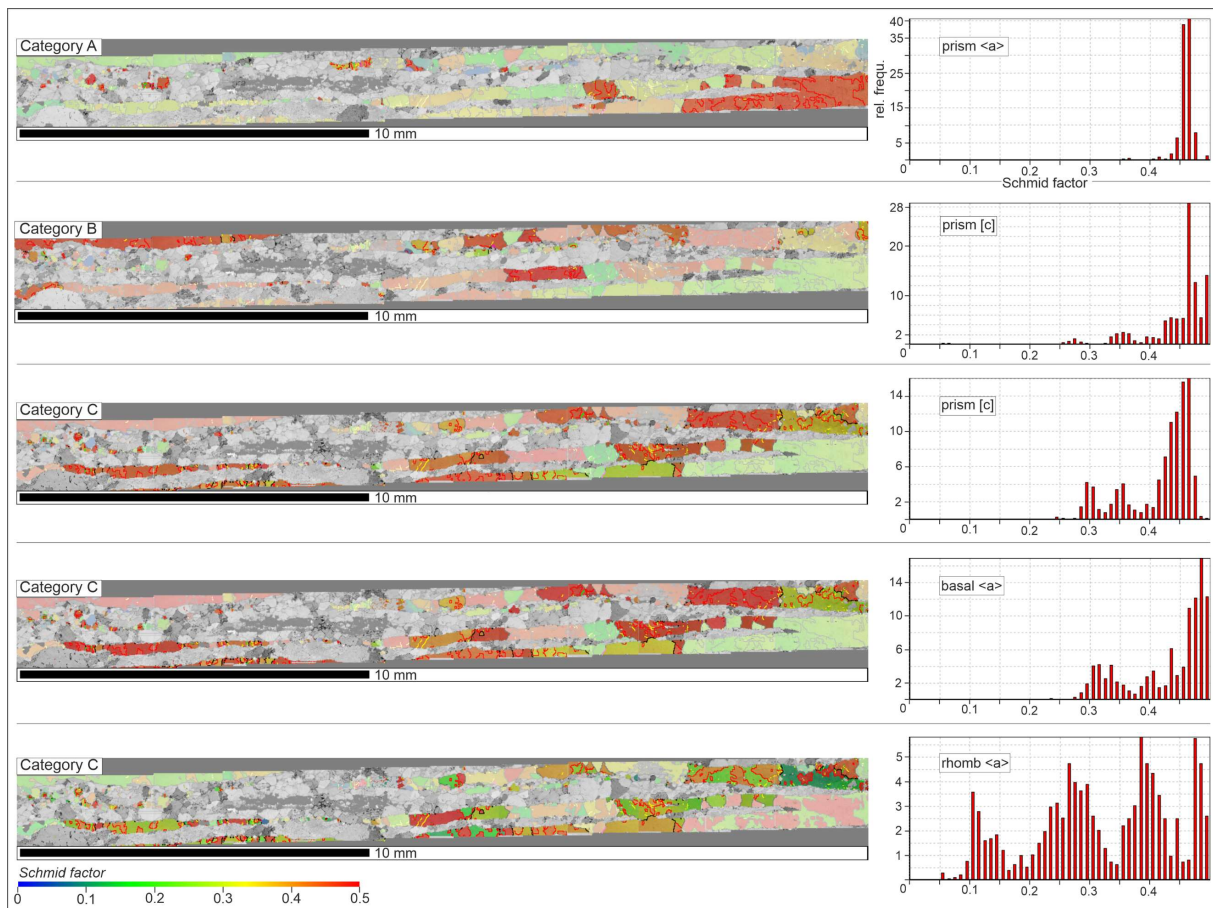 Category A
10 mm
prism <a>
rel. frequ.
40
35
25
15
5
0
0.1
0.2
0.3
0.4
Schmid factor
Category B
10 mm
prism [c]
28
20
10
2
0
0.1
0.2
0.3
0.4
Category C
10 mm
prism [c]
14
10
6
2
0
0.1
0.2
0.3
0.4
Category C
10 mm
basal <a>
14
10
6
2
0
0.1
0.2
0.3
0.4
Category C
10 mm
rhomb <a>
5
4
3
2
1
0
0.1
0.2
0.3
0.4
Schmid factor
0
0.1
0.2
0.3
0.4
0.5